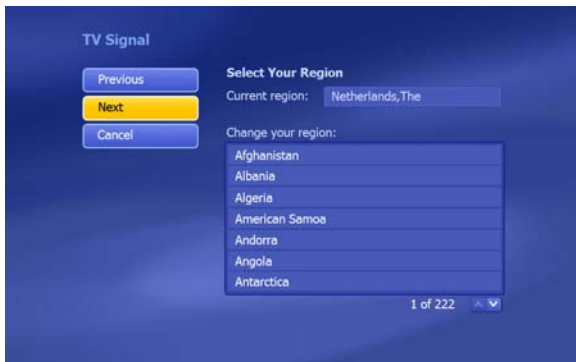 TV Signal
Previous
Next
Cancel
Select Your Region
Current region: Netherlands,The
Change your region:
Afghanistan
Albania
Algeria
American Samoa
Andorra
Angola
Antarctica
1 of 222